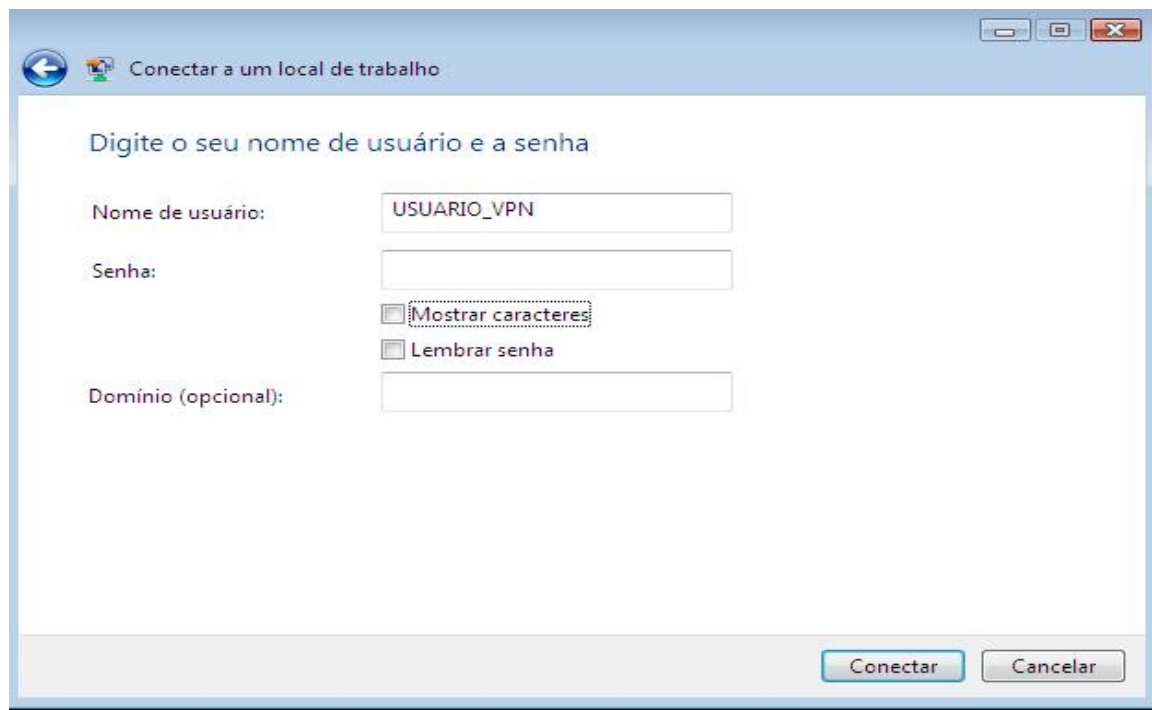 Conectar a um local de trabalho
Digite o seu nome de usuário e a senha
Nome de usuário: USUARIO_VPN
Senha:
Mostrar caracteres
Lembrar senha
Domínio (opcional):
Conectar Cancelar